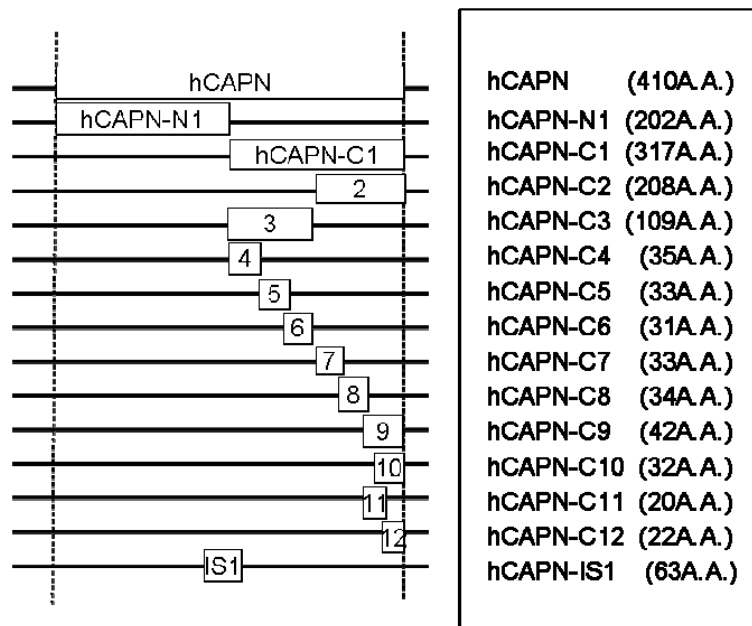 hCAPN hCAPN (410A.A.)
hCAPN-N1 hCAPN-N1 (202A.A.)
hCAPN-C1 hCAPN-C1 (317A.A.)
2 hCAPN-C2 (208A.A.)
3 hCAPN-C3 (109A.A.)
4 hCAPN-C4 (35A.A.)
5 hCAPN-C5 (33A.A.)
6 hCAPN-C6 (31A.A.)
7 hCAPN-C7 (33A.A.)
8 hCAPN-C8 (34A.A.)
9 hCAPN-C9 (42A.A.)
10 hCAPN-C10 (32A.A.)
11 hCAPN-C11 (20A.A.)
12 hCAPN-C12 (22A.A.)
IS1 hCAPN-IS1 (63A.A.)